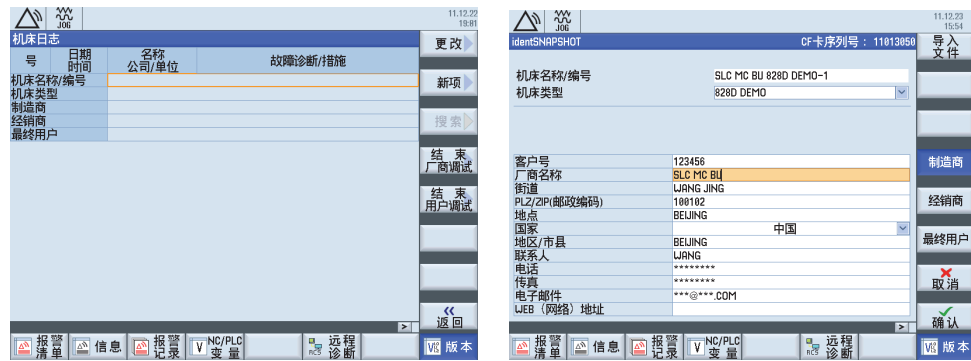 JOG
11.12.22
19:01
机床日志
号
日期
时间
名称
公司/单位
故障诊断/措施
机床名称/编号
机床类型
制造商
经销商
最终用户
更改
新项
搜索
结 束
厂商调试
结 束
用户调试
返回
报警
清单
信息
报警
记录
V
NC/PLC
变 量
RCS
远程
诊断
版本
JOG
11.12.23
15:54
identSNAPSHOT
CF卡序列号 : 11013050
机床名称/编号
SLC MC BU 828D DEMO-1
机床类型
828D DEMO
客户号
123456
厂商名称
SLC MC BU
街道
WANG JING
PLZ/ZIP(邮政编码)
100102
地点
BEIJING
国家
中国
地区/市县
BEIJING
联系人
WANG
电话
********
传真
********
电子邮件
***@***.COM
WEB (网络) 地址
导入
文件
制造商
经销商
最终用户
取消
确认
报警
清单
信息
报警
记录
V
NC/PLC
变 量
RCS
远程
诊断
版本